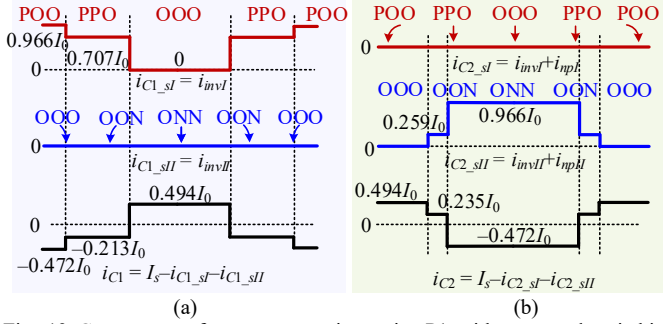 POO PPO OOO PPO POO
0.966I0
0.707I0
0
0
iC1_sI = iinvI
OOO OON ONN OON OOO
0
iC1_sII = iinvII
0.494I0
0
−0.213I0
−0.472I0
iC1 = Is−iC1_sI−iC1_sII
(a)
POO PPO OOO PPO POO
0
iC2_sI = iinvI+inpI
OOO OON ONN OON OOO
0.259I0
0.966I0
0
iC2_sII = iinvII+inpII
0.494I0
0.235I0
0
−0.472I0
iC2 = Is−iC2_sI−iC2_sII
(b)